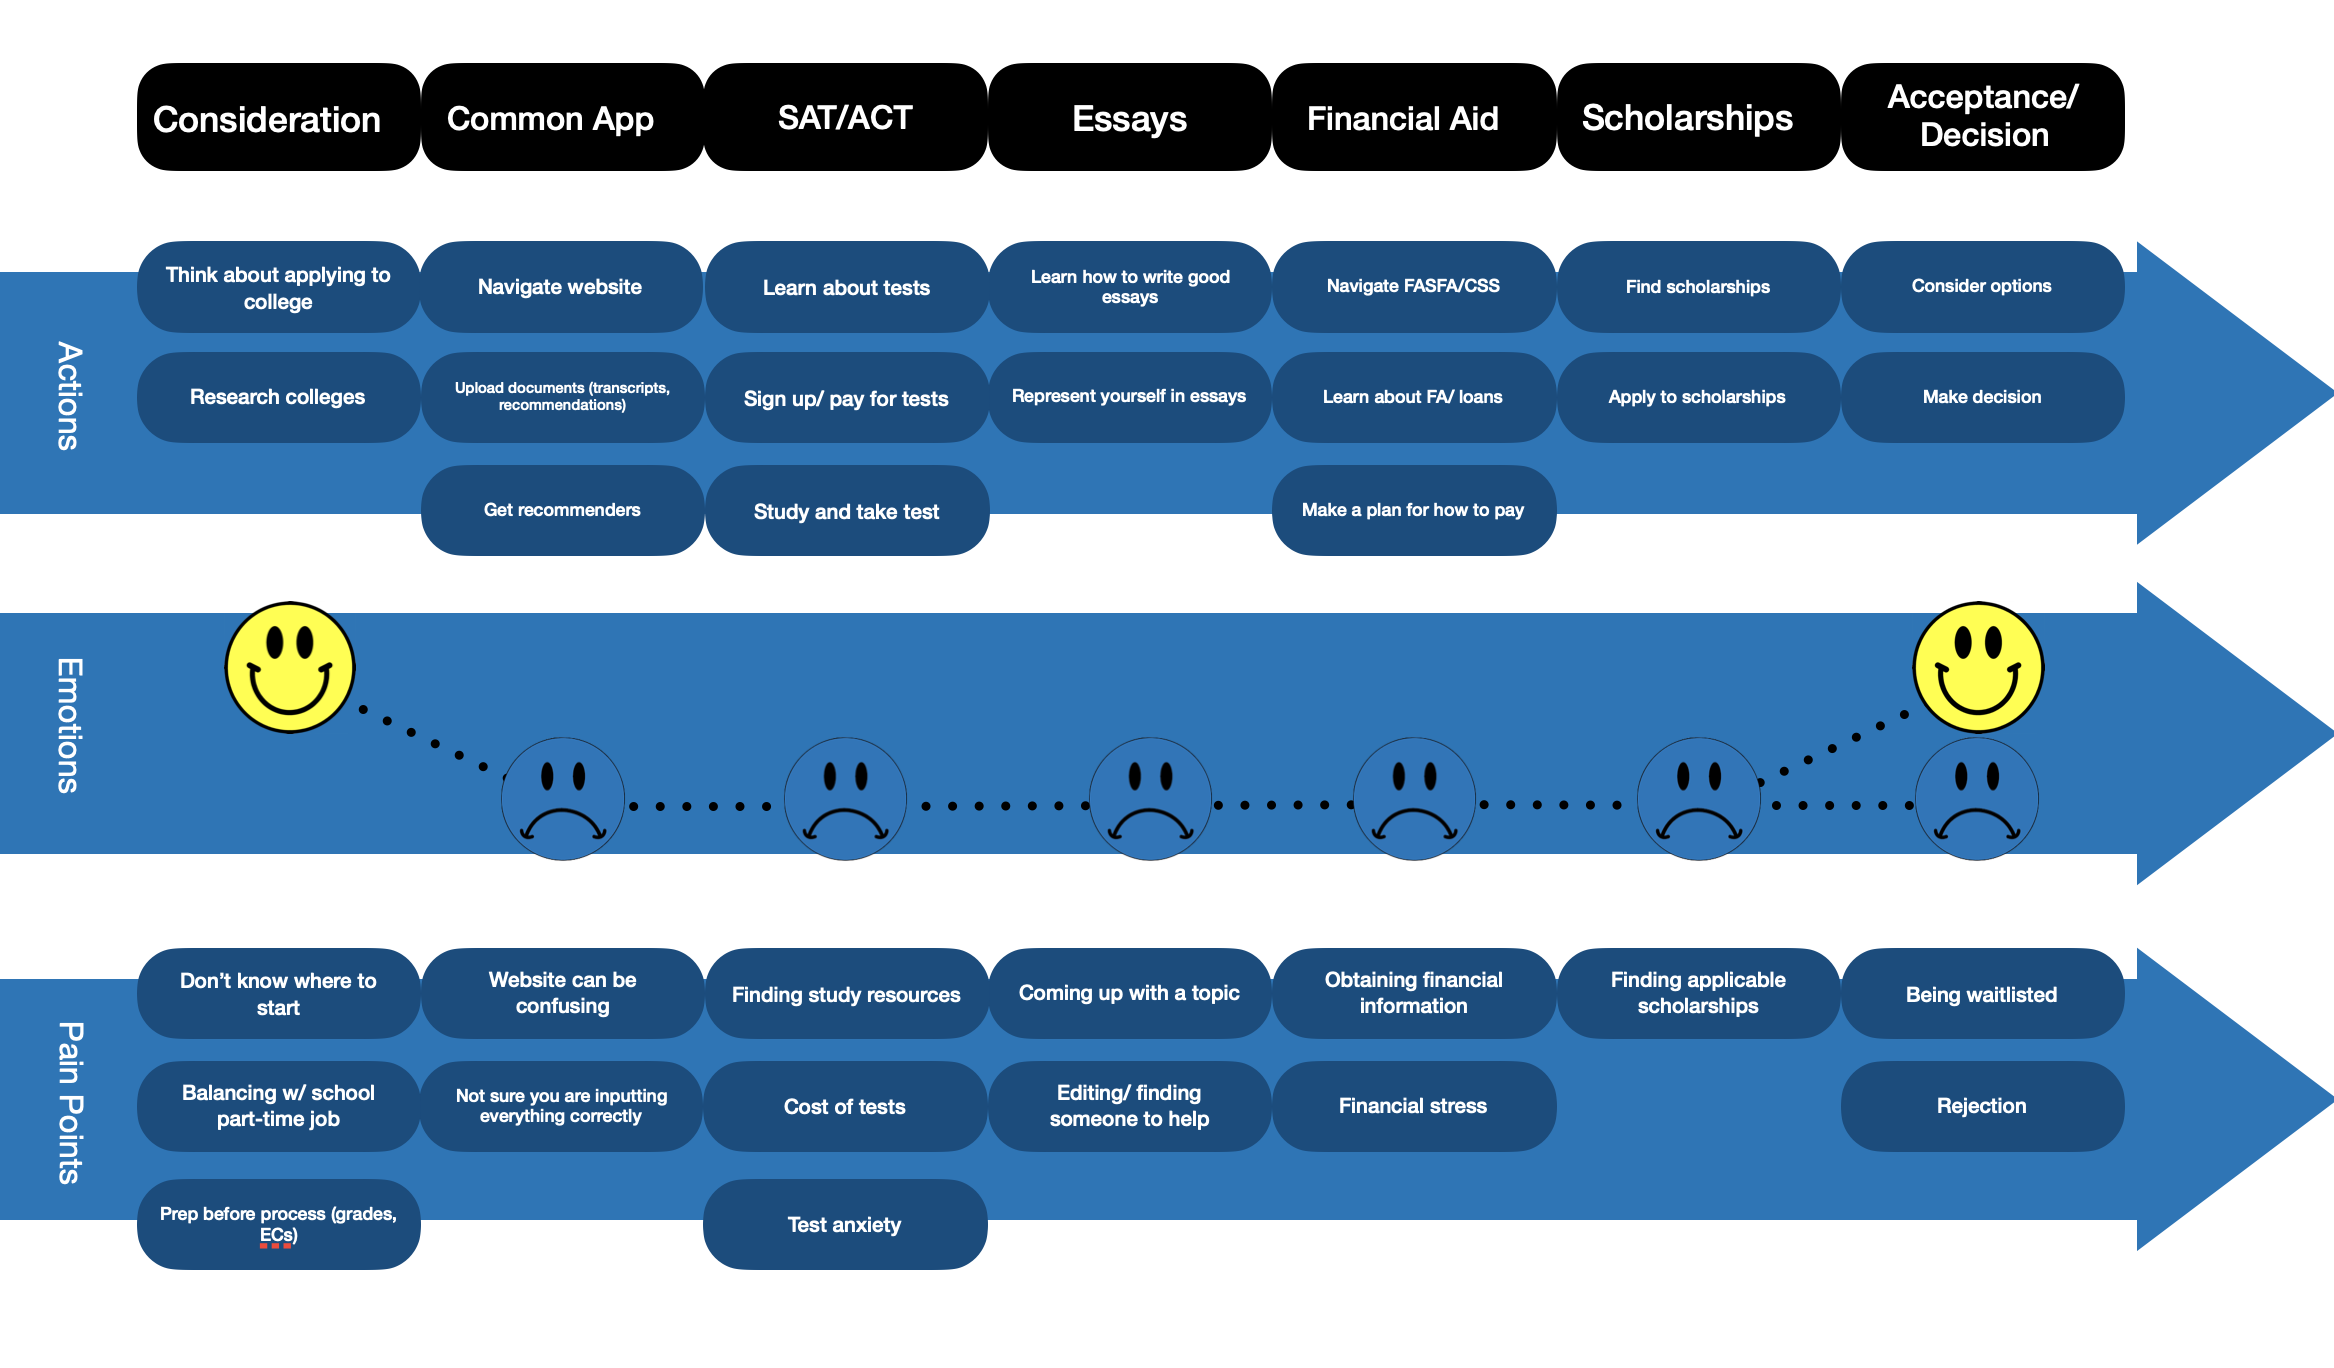 Consideration
Common App
SAT/ACT
Essays
Financial Aid
Scholarships
Acceptance/
Decision
Actions
Think about applying to
college
Navigate website
Learn about tests
Learn how to write good
essays
Navigate FASFA/CSS
Find scholarships
Consider options
Research colleges
Upload documents (transcripts,
recommendations)
Sign up/ pay for tests
Represent yourself in essays
Learn about FA/ loans
Apply to scholarships
Make decision
Get recommenders
Study and take test
Make a plan for how to pay
Emotions
Pain Points
Don’t know where to
start
Website can be
confusing
Finding study resources
Coming up with a topic
Obtaining financial
information
Finding applicable
scholarships
Being waitlisted
Balancing w/ school
part-time job
Not sure you are inputting
everything correctly
Cost of tests
Editing/ finding
someone to help
Financial stress
Rejection
Prep before process (grades,
ECs)
Test anxiety